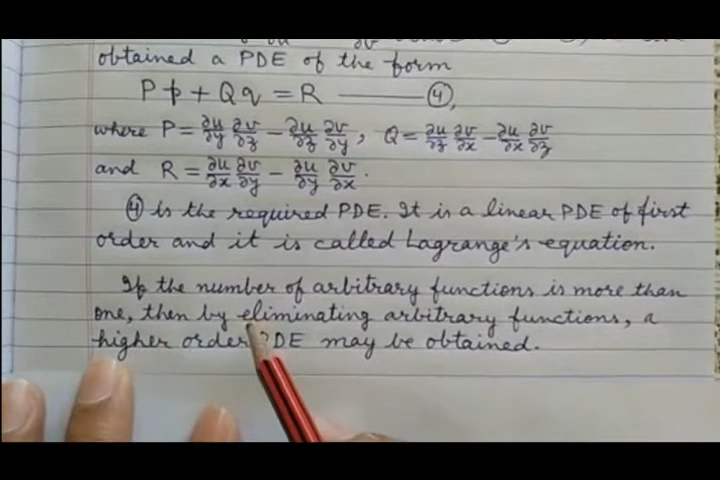 obtained a PDE of the form
Pp + Qq = R ——— ④,
where P = ∂u/∂y ∂v/∂z − ∂u/∂z ∂v/∂y, Q = ∂u/∂z ∂v/∂x − ∂u/∂x ∂v/∂z
and R = ∂u/∂x ∂v/∂y − ∂u/∂y ∂v/∂x.
④ is the required PDE. It is a linear PDE of first
order and it is called Lagrange's equation.
If the number of arbitrary functions is more than
one, then by eliminating arbitrary functions, a
higher order PDE may be obtained.